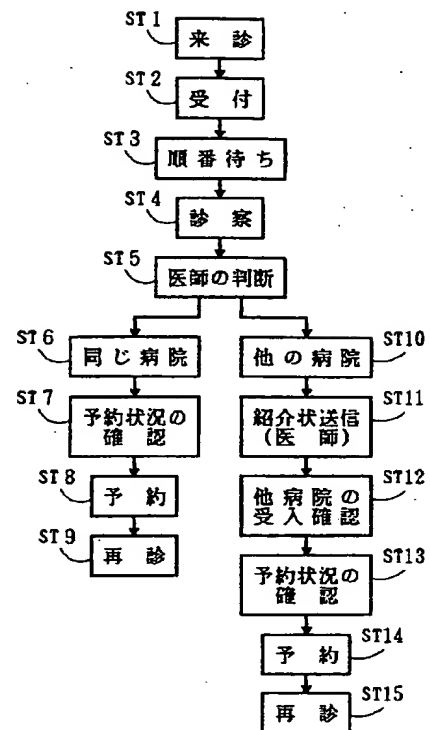 ST1
来診
ST2
受付
ST3
順番待ち
ST4
診察
ST5
医師の判断
ST6
同じ病院
ST7
予約状況の
確認
ST8
予約
ST9
再診
ST10
他の病院
ST11
紹介状送信
(医師)
ST12
他病院の
受入確認
ST13
予約状況の
確認
ST14
予約
ST15
再診